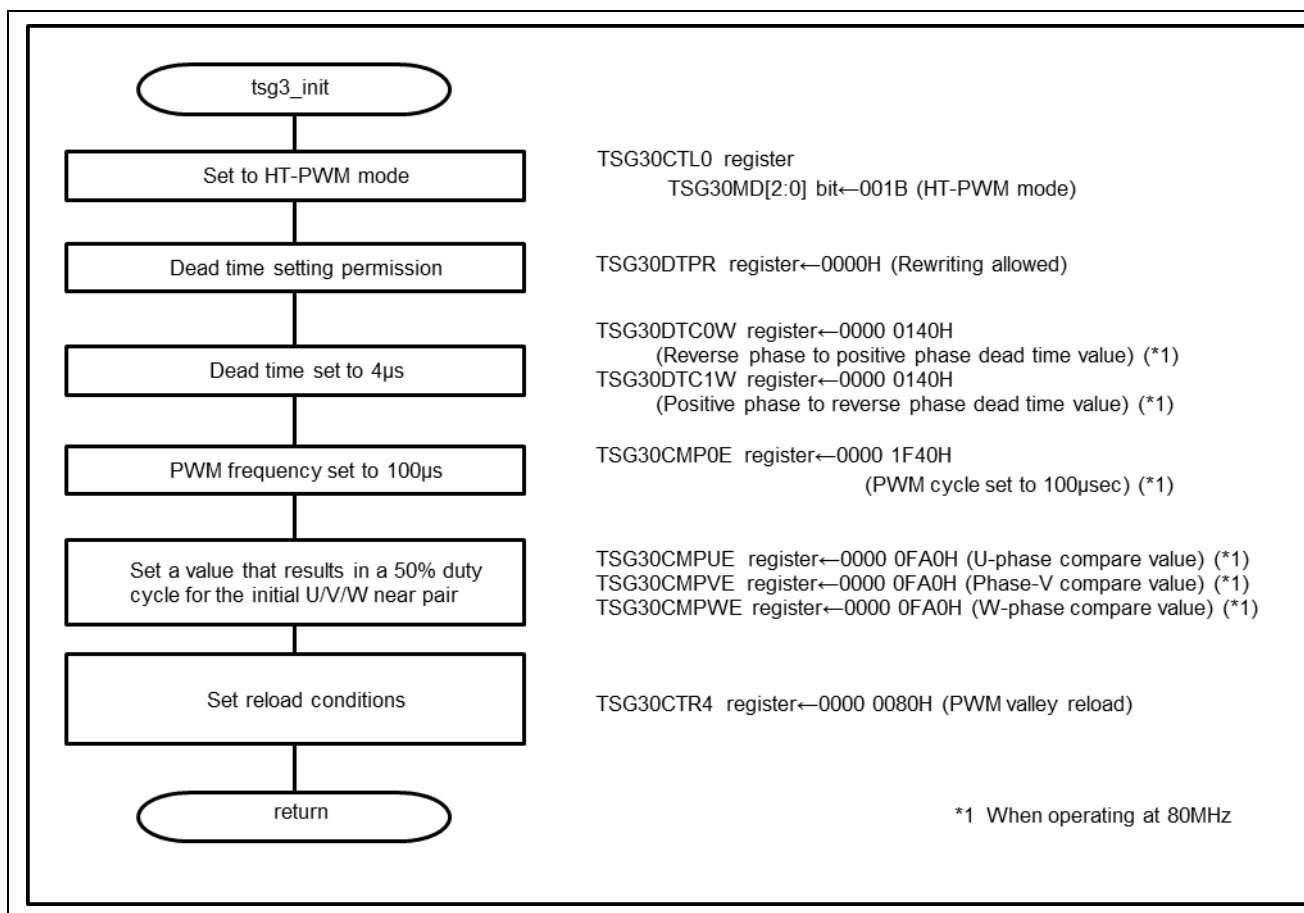 tsg3_init
Set to HT-PWM mode
TSG30CTL0 register
TSG30MD[2:0] bit←001B (HT-PWM mode)
Dead time setting permission
TSG30DTPR register←0000H (Rewriting allowed)
Dead time set to 4µs
TSG30DTC0W register←0000 0140H
(Reverse phase to positive phase dead time value) (*1)
TSG30DTC1W register←0000 0140H
(Positive phase to reverse phase dead time value) (*1)
PWM frequency set to 100µs
TSG30CMP0E register←0000 1F40H
(PWM cycle set to 100µsec) (*1)
Set a value that results in a 50% duty
cycle for the initial U/V/W near pair
TSG30CMPUE register←0000 0FA0H (U-phase compare value) (*1)
TSG30CMPVE register←0000 0FA0H (Phase-V compare value) (*1)
TSG30CMPWE register←0000 0FA0H (W-phase compare value) (*1)
Set reload conditions
TSG30CTR4 register←0000 0080H (PWM valley reload)
return
*1 When operating at 80MHz